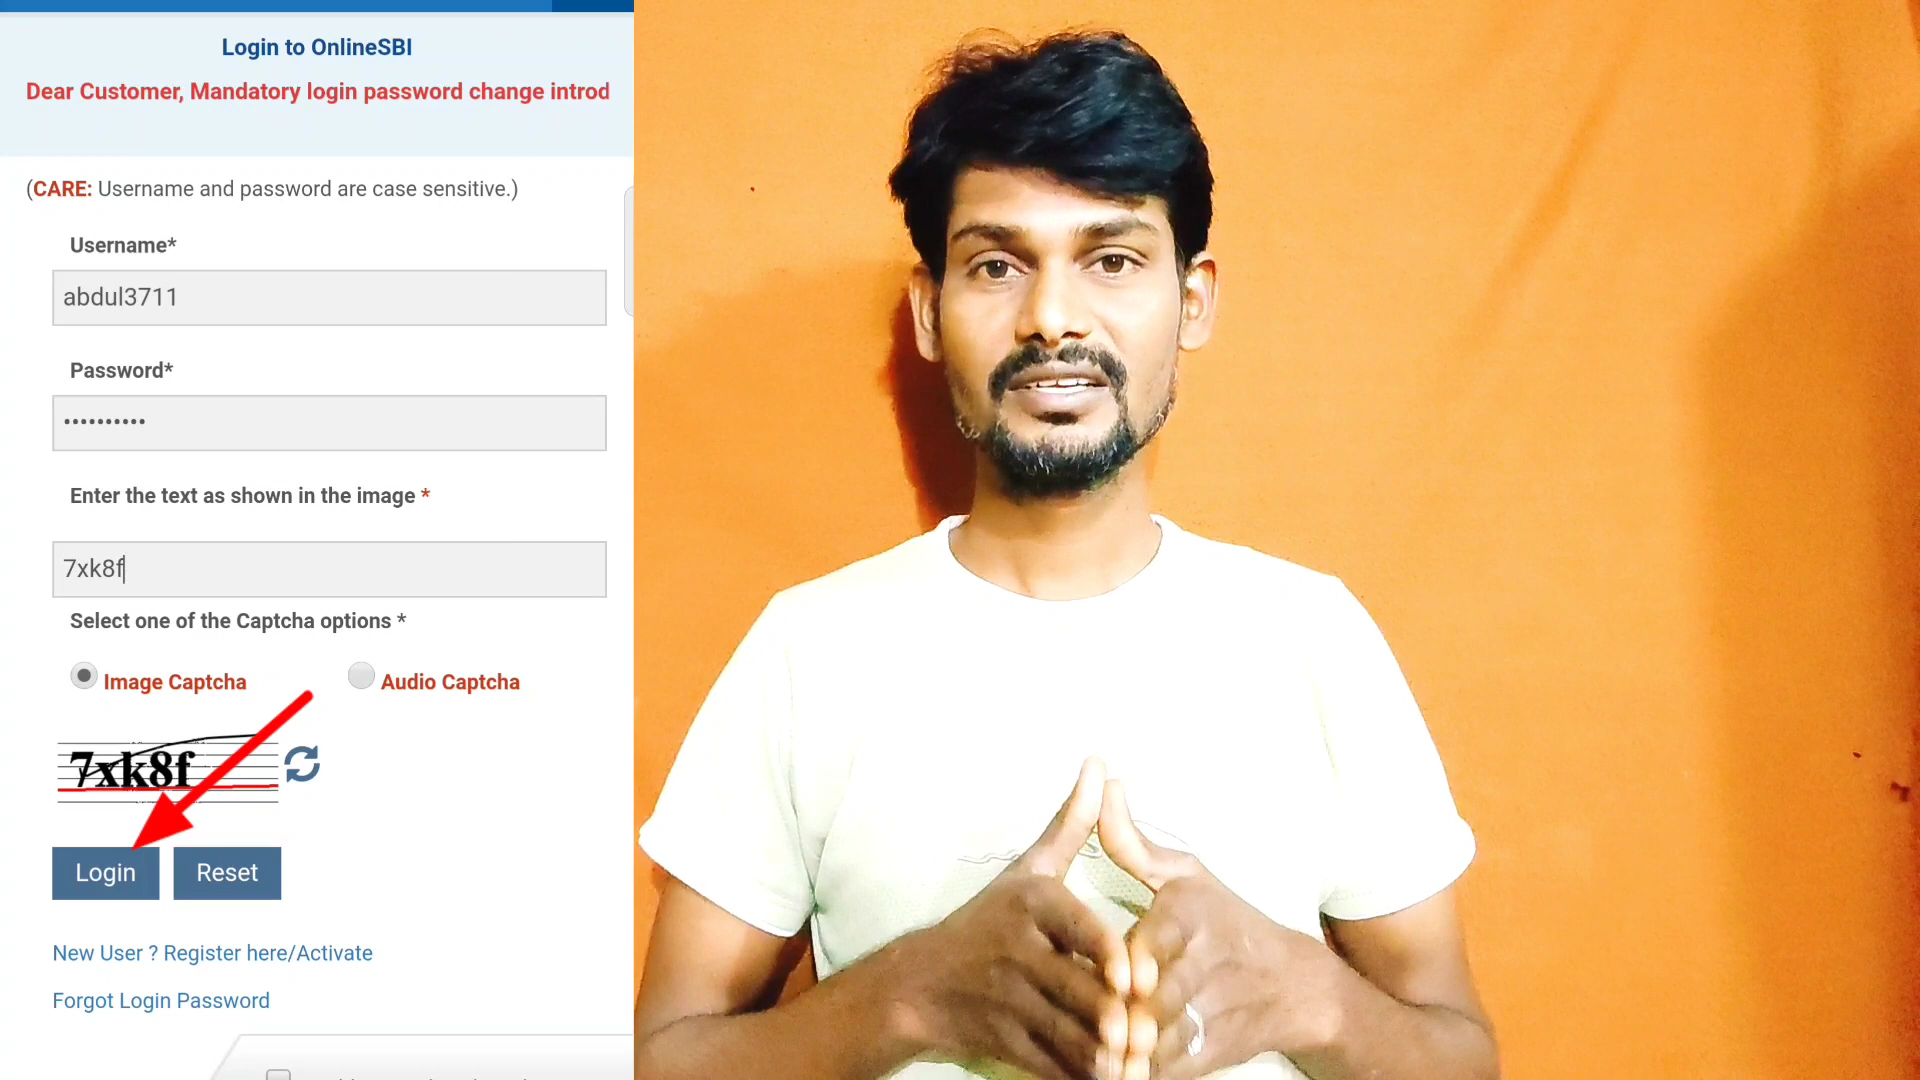 Login to OnlineSBI
Dear Customer, Mandatory login password change introd
(CARE: Username and password are case sensitive.)
Username*
abdul3711
Password*
••••••••••
Enter the text as shown in the image *
7xk8f
Select one of the Captcha options *
Image Captcha Audio Captcha
7xk8f
Login Reset
New User ? Register here/Activate
Forgot Login Password